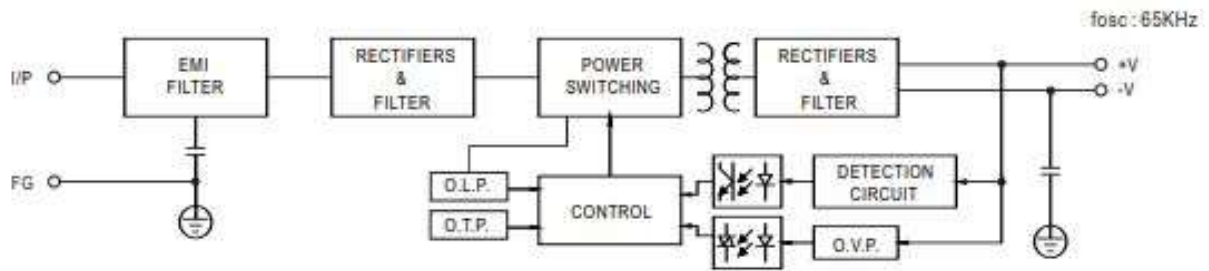 fosc : 65KHz
I/P
EMI
FILTER
RECTIFIERS
&
FILTER
POWER
SWITCHING
RECTIFIERS
&
FILTER
+V
-V
FG
O.L.P.
O.T.P.
CONTROL
DETECTION
CIRCUIT
O.V.P.